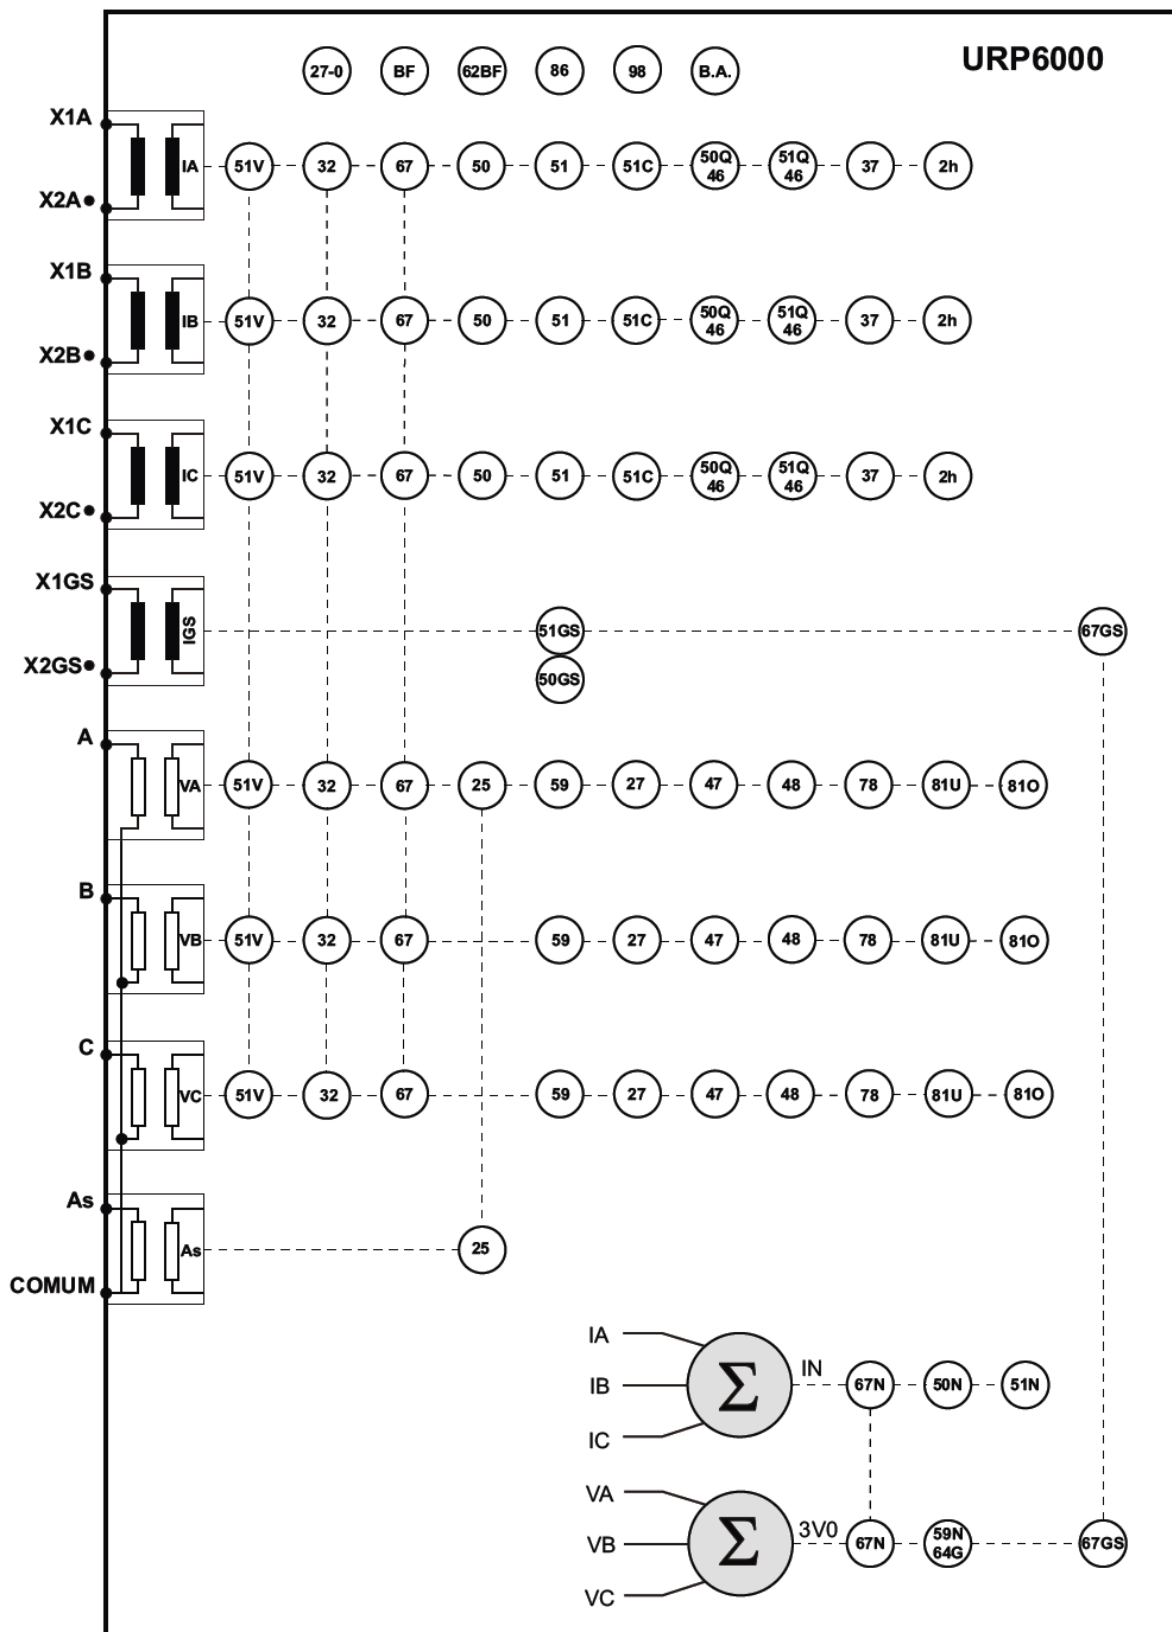 URP6000
27-0 BF 62BF 86 98 B.A.
X1A
IA 51V 32 67 50 51 51C 50Q 46 51Q 46 37 2h
X2A•
X1B
IB 51V 32 67 50 51 51C 50Q 46 51Q 46 37 2h
X2B•
X1C
IC 51V 32 67 50 51 51C 50Q 46 51Q 46 37 2h
X2C•
X1GS
IGS 51GS 67GS
X2GS•
50GS
A
VA 51V 32 67 25 59 27 47 48 78 81U 81O
B
VB 51V 32 67 59 27 47 48 78 81U 81O
C
VC 51V 32 67 59 27 47 48 78 81U 81O
As
As 25
COMUM
IA
IB Σ IN 67N 50N 51N
IC
VA
VB Σ 3V0 67N 59N 64G 67GS
VC